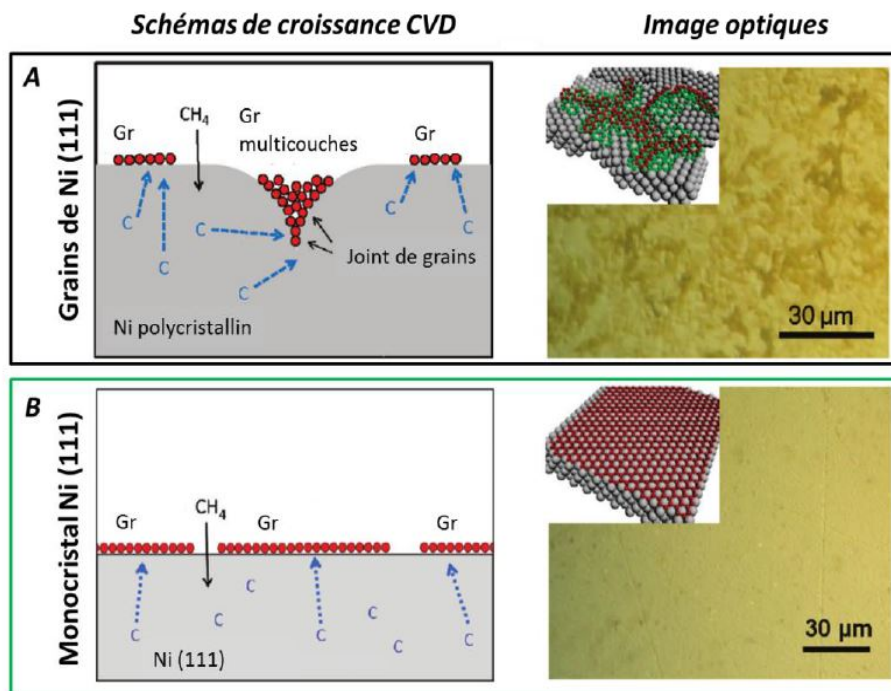 Schémas de croissance CVD
Image optiques
A
Grains de Ni (111)
CH4
Gr
Gr
multicouches
Gr
C
C
C
C
C
C
Joint de grains
Ni polycristallin
30 µm
B
Monocristal Ni (111)
CH4
Gr
Gr
Gr
C
C
C
C
C
C
C
Ni (111)
30 µm